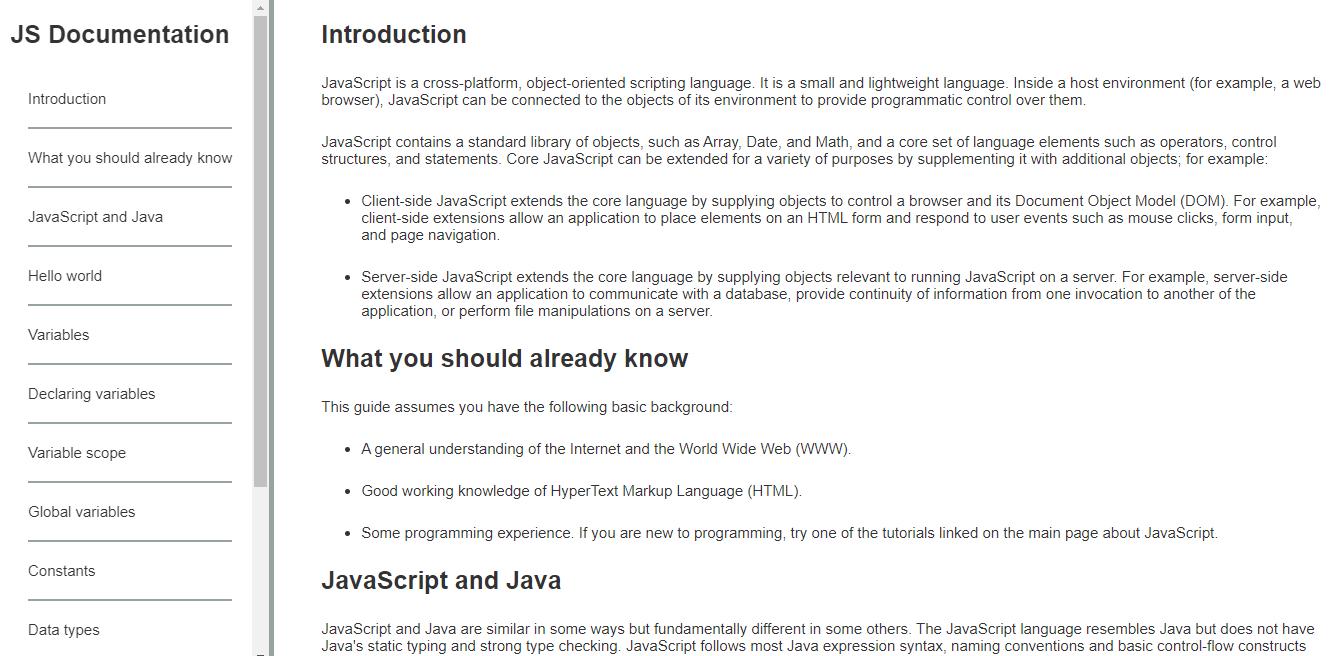 JS Documentation
Introduction
What you should already know
JavaScript and Java
Hello world
Variables
Declaring variables
Variable scope
Global variables
Constants
Data types
Introduction
JavaScript is a cross-platform, object-oriented scripting language. It is a small and lightweight language. Inside a host environment (for example, a web
browser), JavaScript can be connected to the objects of its environment to provide programmatic control over them.
JavaScript contains a standard library of objects, such as Array, Date, and Math, and a core set of language elements such as operators, control
structures, and statements. Core JavaScript can be extended for a variety of purposes by supplementing it with additional objects; for example:
• Client-side JavaScript extends the core language by supplying objects to control a browser and its Document Object Model (DOM). For example,
client-side extensions allow an application to place elements on an HTML form and respond to user events such as mouse clicks, form input,
and page navigation.
• Server-side JavaScript extends the core language by supplying objects relevant to running JavaScript on a server. For example, server-side
extensions allow an application to communicate with a database, provide continuity of information from one invocation to another of the
application, or perform file manipulations on a server.
What you should already know
This guide assumes you have the following basic background:
• A general understanding of the Internet and the World Wide Web (WWW).
• Good working knowledge of HyperText Markup Language (HTML).
• Some programming experience. If you are new to programming, try one of the tutorials linked on the main page about JavaScript.
JavaScript and Java
JavaScript and Java are similar in some ways but fundamentally different in some others. The JavaScript language resembles Java but does not have
Java's static typing and strong type checking. JavaScript follows most Java expression syntax, naming conventions and basic control-flow constructs